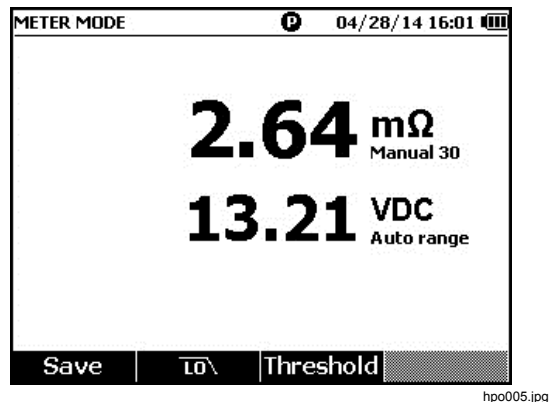 METER MODE P 04/28/14 16:01
2.64 mΩ
Manual 30
13.21 VDC
Auto range
Save LO Threshold
hpo005.jpg